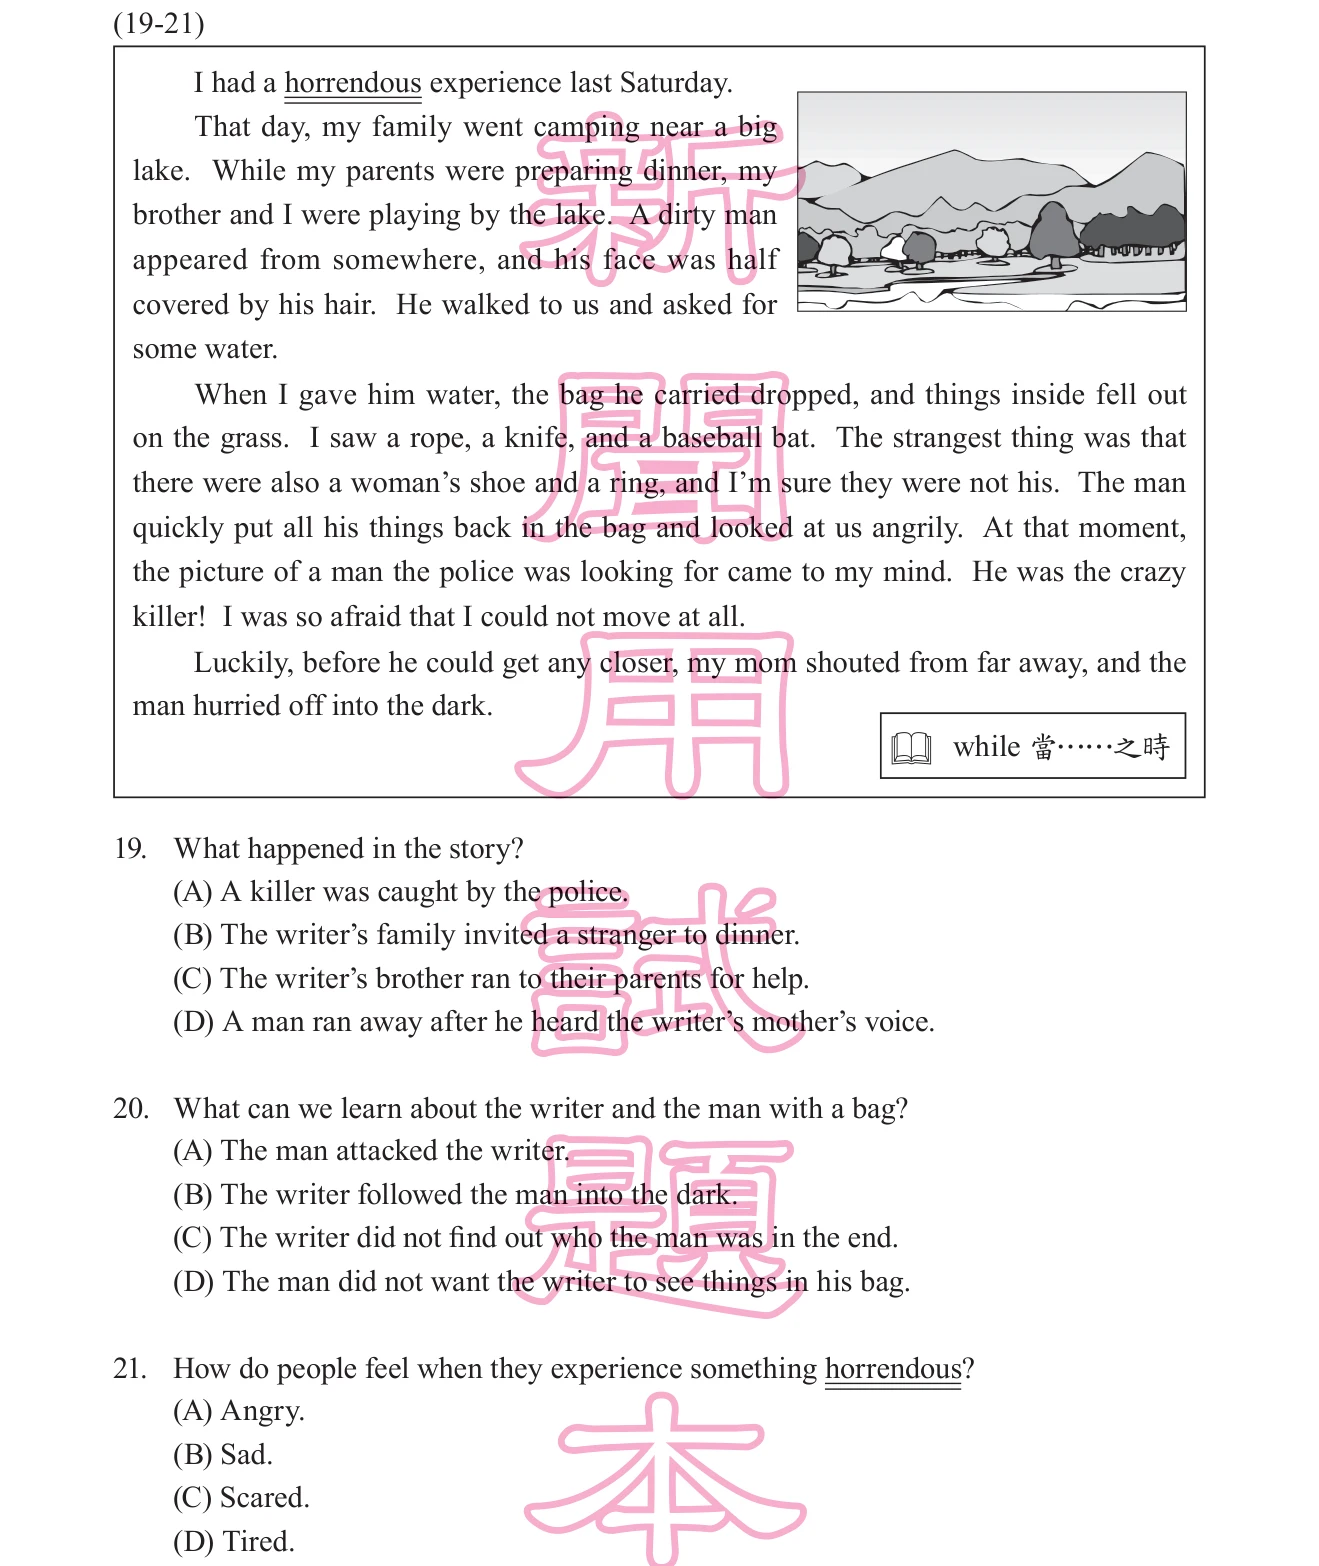 (19-21)
I had a horrendous experience last Saturday.
That day, my family went camping near a big
lake. While my parents were preparing dinner, my
brother and I were playing by the lake. A dirty man
appeared from somewhere, and his face was half
covered by his hair. He walked to us and asked for
some water.
When I gave him water, the bag he carried dropped, and things inside fell out
on the grass. I saw a rope, a knife, and a baseball bat. The strangest thing was that
there were also a woman's shoe and a ring, and I'm sure they were not his. The man
quickly put all his things back in the bag and looked at us angrily. At that moment,
the picture of a man the police was looking for came to my mind. He was the crazy
killer! I was so afraid that I could not move at all.
Luckily, before he could get any closer, my mom shouted from far away, and the
man hurried off into the dark.
while 當⋯⋯之時
19. What happened in the story?
(A) A killer was caught by the police.
(B) The writer's family invited a stranger to dinner.
(C) The writer's brother ran to their parents for help.
(D) A man ran away after he heard the writer's mother's voice.
20. What can we learn about the writer and the man with a bag?
(A) The man attacked the writer.
(B) The writer followed the man into the dark.
(C) The writer did not find out who the man was in the end.
(D) The man did not want the writer to see things in his bag.
21. How do people feel when they experience something horrendous?
(A) Angry.
(B) Sad.
(C) Scared.
(D) Tired.
新
聞
用
試
題
本